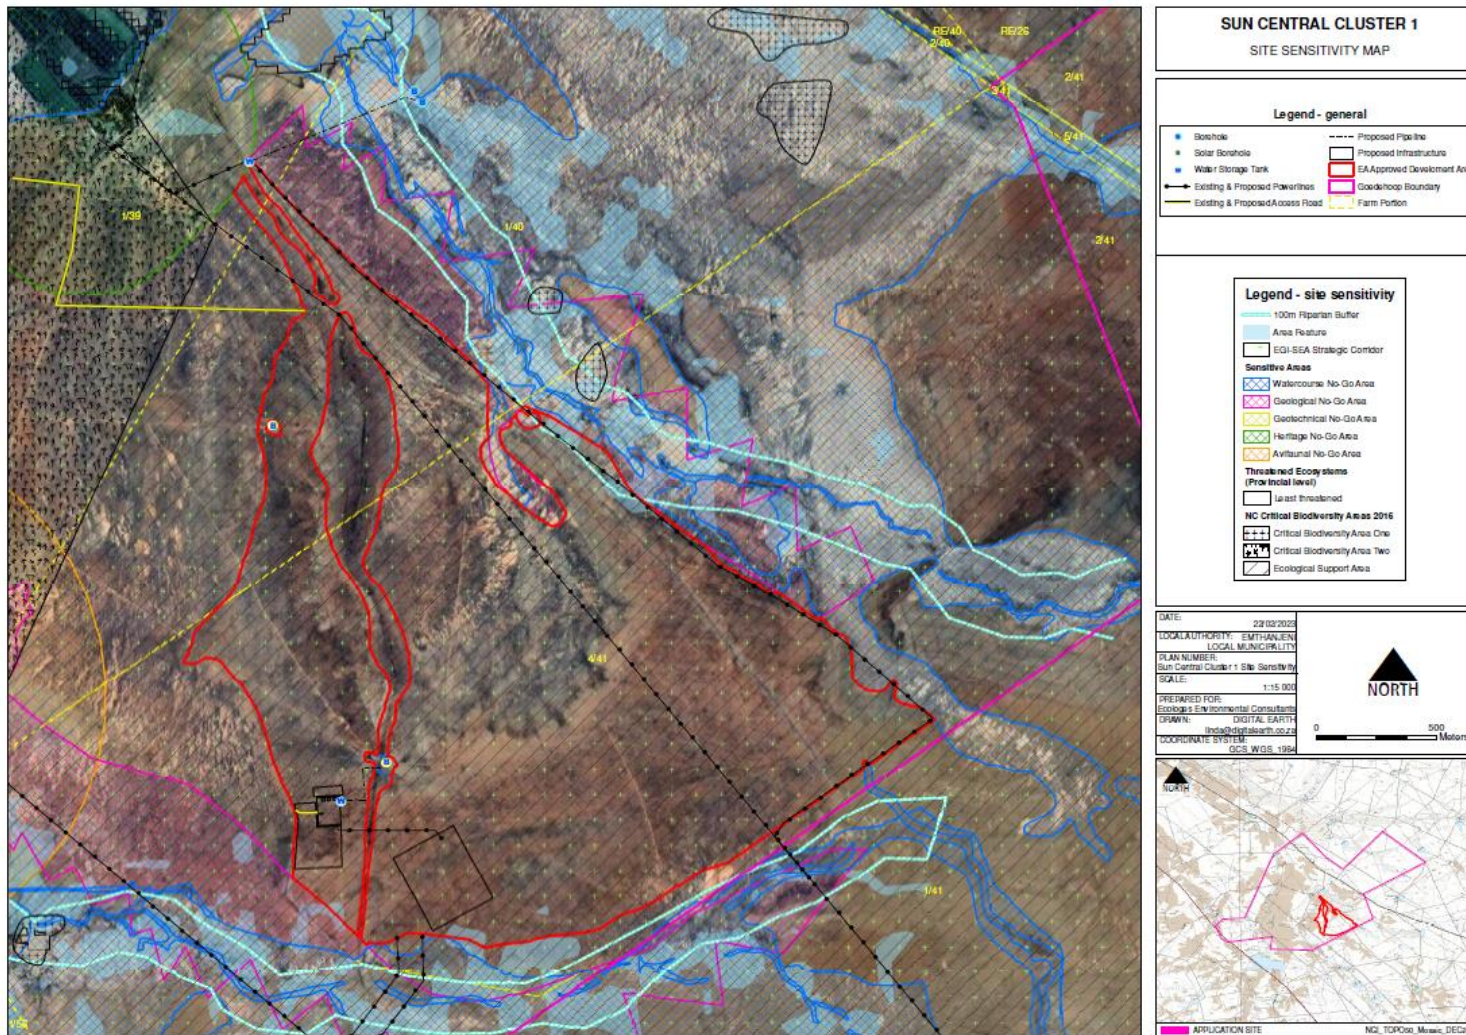 SUN CENTRAL CLUSTER 1
SITE SENSITIVITY MAP
Legend - general
Borehole
Solar Borehole
Water Storage Tank
Existing & Proposed Powerlines
Existing & Proposed Access Road
Proposed Pipeline
Proposed Infrastructure
EA Approved Develoment Are
Goedehoop Boundary
Farm Portion
Legend - site sensitivity
100m Riparian Buffer
Area Feature
EGI-SEA Strategic Corridor
Sensitive Areas
Watercourse No-Go Area
Geological No-Go Area
Geotechnical No-Go Area
Heritage No-Go Area
Avifaunal No-Go Area
Threatened Ecosystems
(Provincial level)
Least threatened
NC Critical Biodiversity Areas 2016
Critical Biodiversity Area One
Critical Biodiversity Area Two
Ecological Support Area
DATE: 22/02/2023
LOCAL AUTHORITY: EMTHANJENI
LOCAL MUNICIPALITY
PLAN NUMBER:
Sun Central Cluster 1 Site Sensitivity
SCALE: 1:15 000
PREPARED FOR:
Ecologes Environmental Consultants
DRAWN: DIGITAL EARTH
linda@digitalearth.co.za
COORDINATE SYSTEM:
GCS_WGS_1984
NORTH
0 500
Meters
NORTH
APPLICATION SITE
RE/40
RE/26
2/40
2/41
3/41
5/41
1/39
1/40
2/41
4/41
1/41
B
B
W
B
B
W